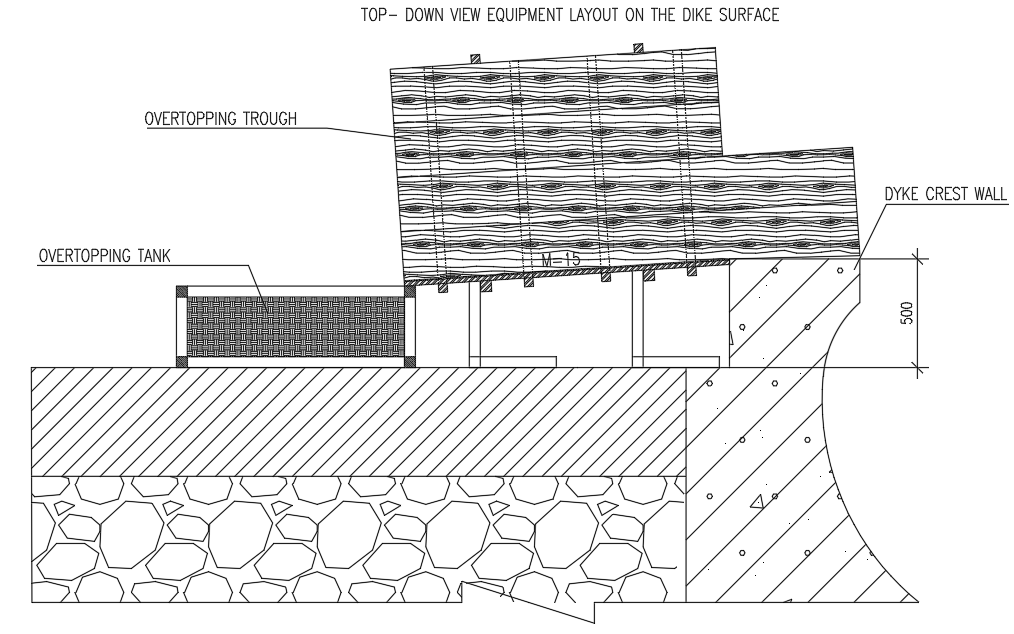 TOP- DOWN VIEW EQUIPMENT LAYOUT ON THE DIKE SURFACE
OVERTOPPING TROUGH
DYKE CREST WALL
OVERTOPPING TANK
M=15
500